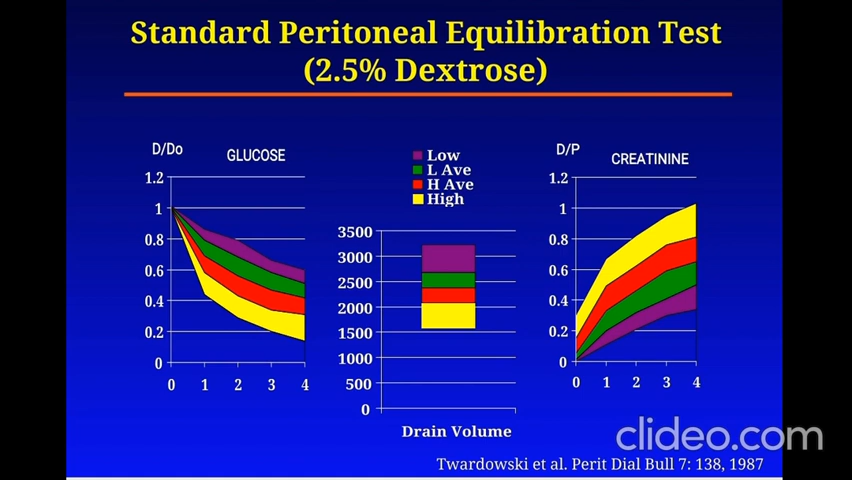 Standard Peritoneal Equilibration Test
(2.5% Dextrose)
D/Do
GLUCOSE
1.2
1
0.8
0.6
0.4
0.2
0
0 1 2 3 4
Low
L Ave
H Ave
High
3500
3000
2500
2000
1500
1000
500
0
Drain Volume
D/P
CREATININE
1.2
1
0.8
0.6
0.4
0.2
0
0 1 2 3 4
clideo.com
Twardowski et al. Perit Dial Bull 7: 138, 1987